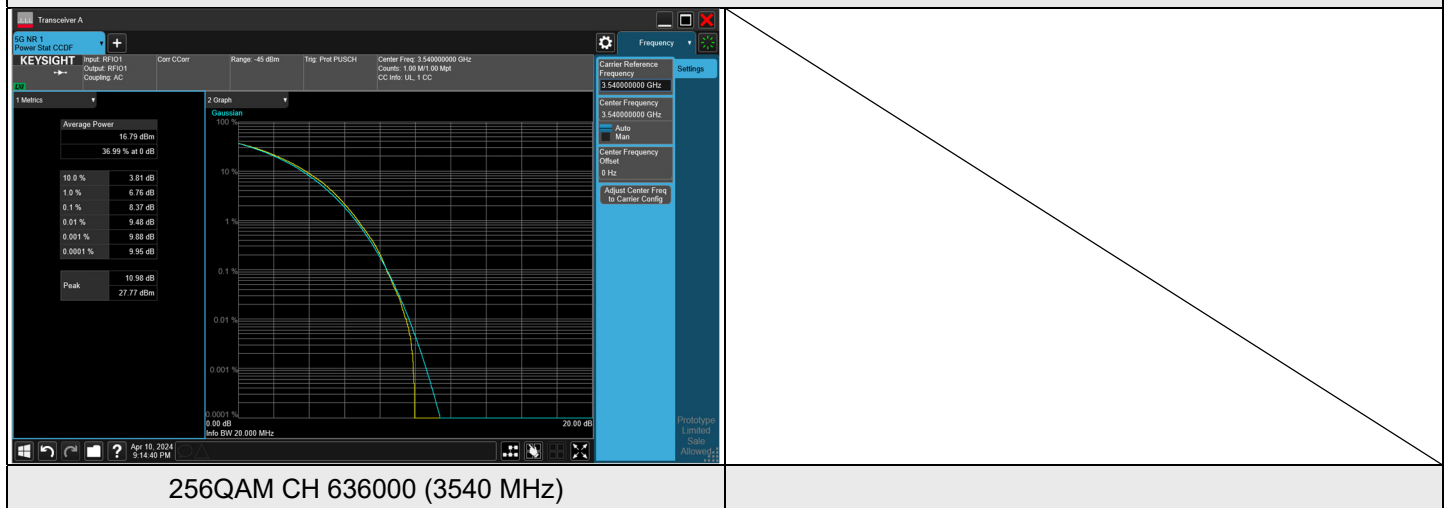 Transceiver A
5G NR 1
Power Stat CCDF
+
Frequency
KEYSIGHT
LXI
Input: RFIO1
Output: RFIO1
Coupling: AC
Corr CCorr
Range: -45 dBm
Trig: Prot PUSCH
Center Freq: 3.540000000 GHz
Counts: 1.00 M/1.00 Mpt
CC Info: UL, 1 CC
1 Metrics
Average Power
16.79 dBm
36.99 % at 0 dB
10.0 % 3.81 dB
1.0 % 6.76 dB
0.1 % 8.37 dB
0.01 % 9.48 dB
0.001 % 9.88 dB
0.0001 % 9.95 dB
Peak
10.98 dB
27.77 dBm
2 Graph
Gaussian
100 %
10 %
1 %
0.1 %
0.01 %
0.001 %
0.0001 %
0.00 dB 20.00 dB
Info BW 20.000 MHz
Carrier Reference
Frequency
3.540000000 GHz
Center Frequency
3.540000000 GHz
Auto
Man
Center Frequency
Offset
0 Hz
Adjust Center Freq
to Carrier Config
Settings
Prototype
Limited
Sale
Allowed
?
Apr 10, 2024
9:14:40 PM
256QAM CH 636000 (3540 MHz)